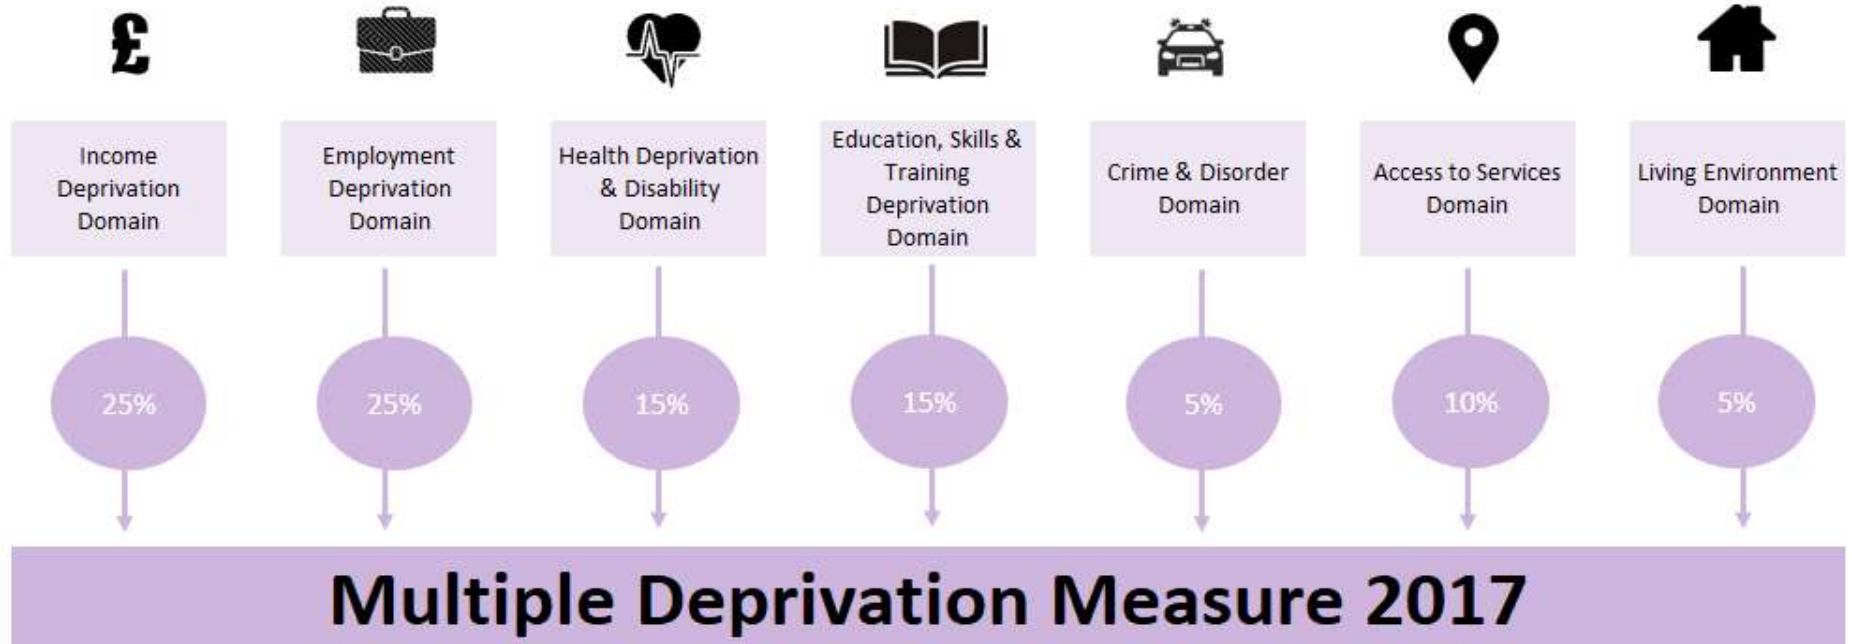 £
Income
Deprivation
Domain
Employment
Deprivation
Domain
Health Deprivation
& Disability
Domain
Education, Skills &
Training
Deprivation
Domain
Crime & Disorder
Domain
Access to Services
Domain
Living Environment
Domain
25%
25%
15%
15%
5%
10%
5%
Multiple Deprivation Measure 2017